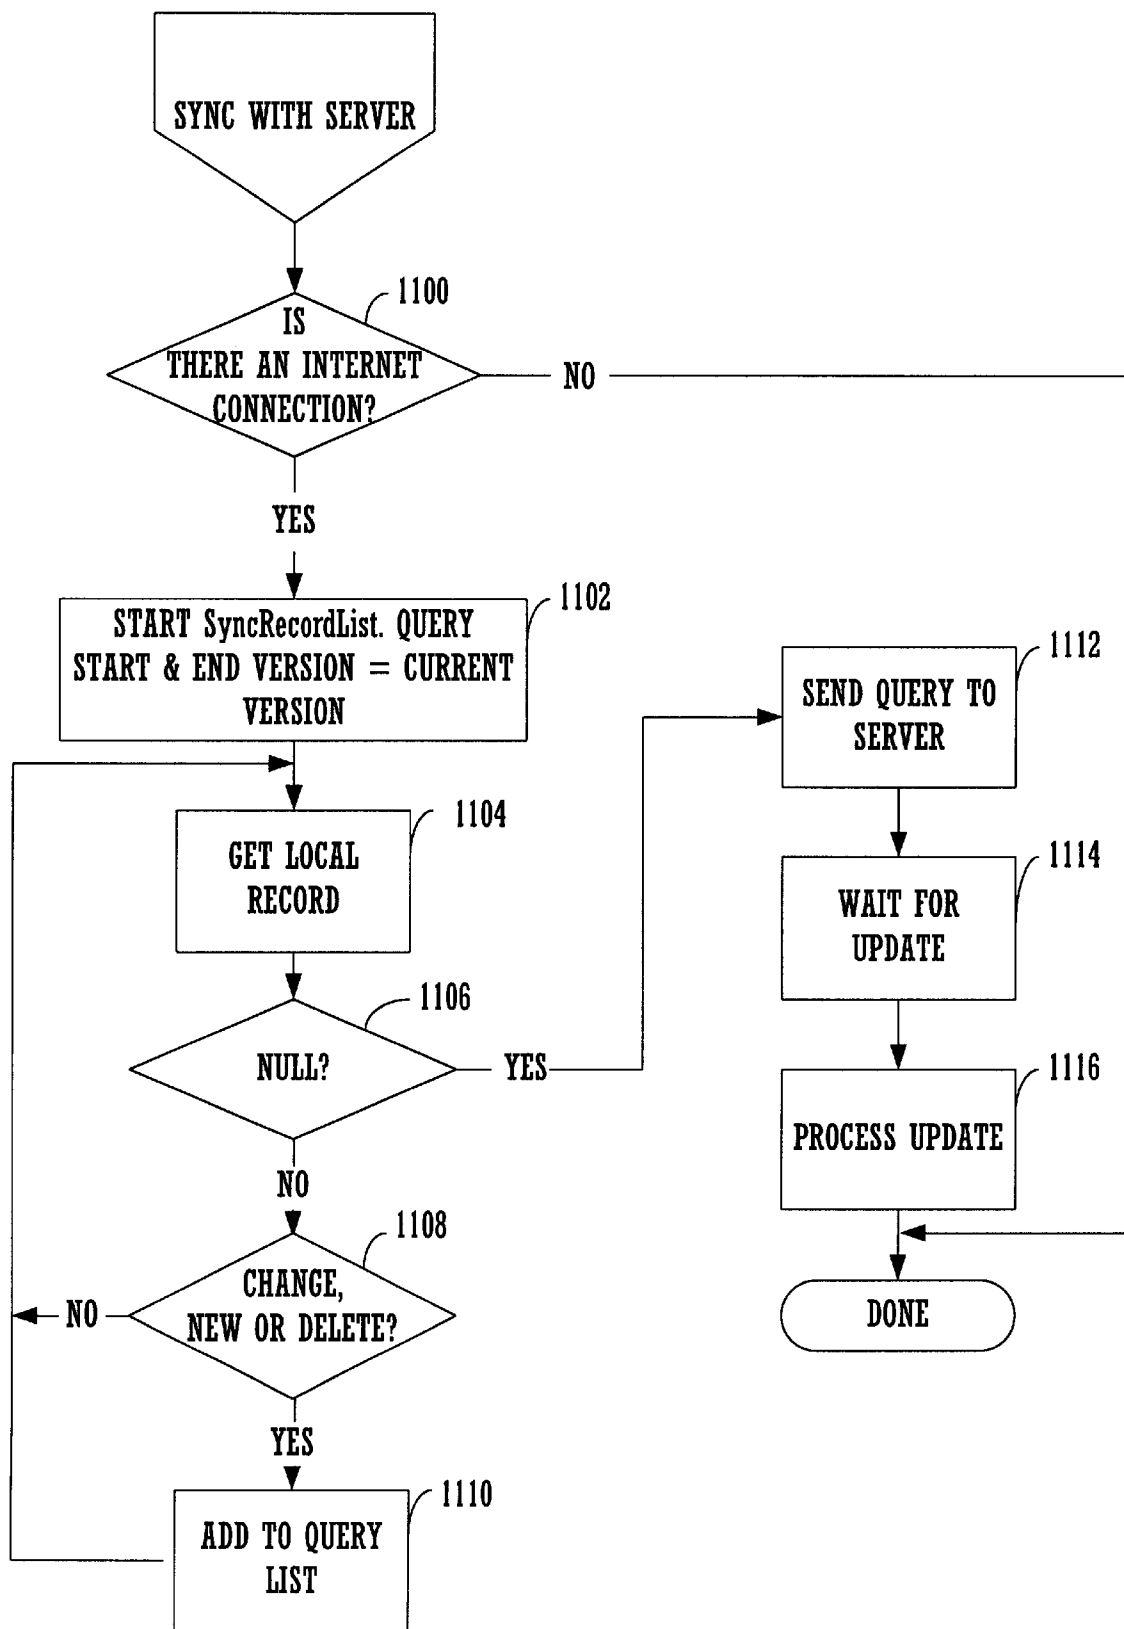 SYNC WITH SERVER
1100
IS
THERE AN INTERNET
CONNECTION?
NO
YES
1102
START SyncRecordList. QUERY
START & END VERSION = CURRENT
VERSION
1104
GET LOCAL
RECORD
1106
NULL?
YES
NO
1108
CHANGE,
NEW OR DELETE?
NO
YES
1110
ADD TO QUERY
LIST
1112
SEND QUERY TO
SERVER
1114
WAIT FOR
UPDATE
1116
PROCESS UPDATE
DONE